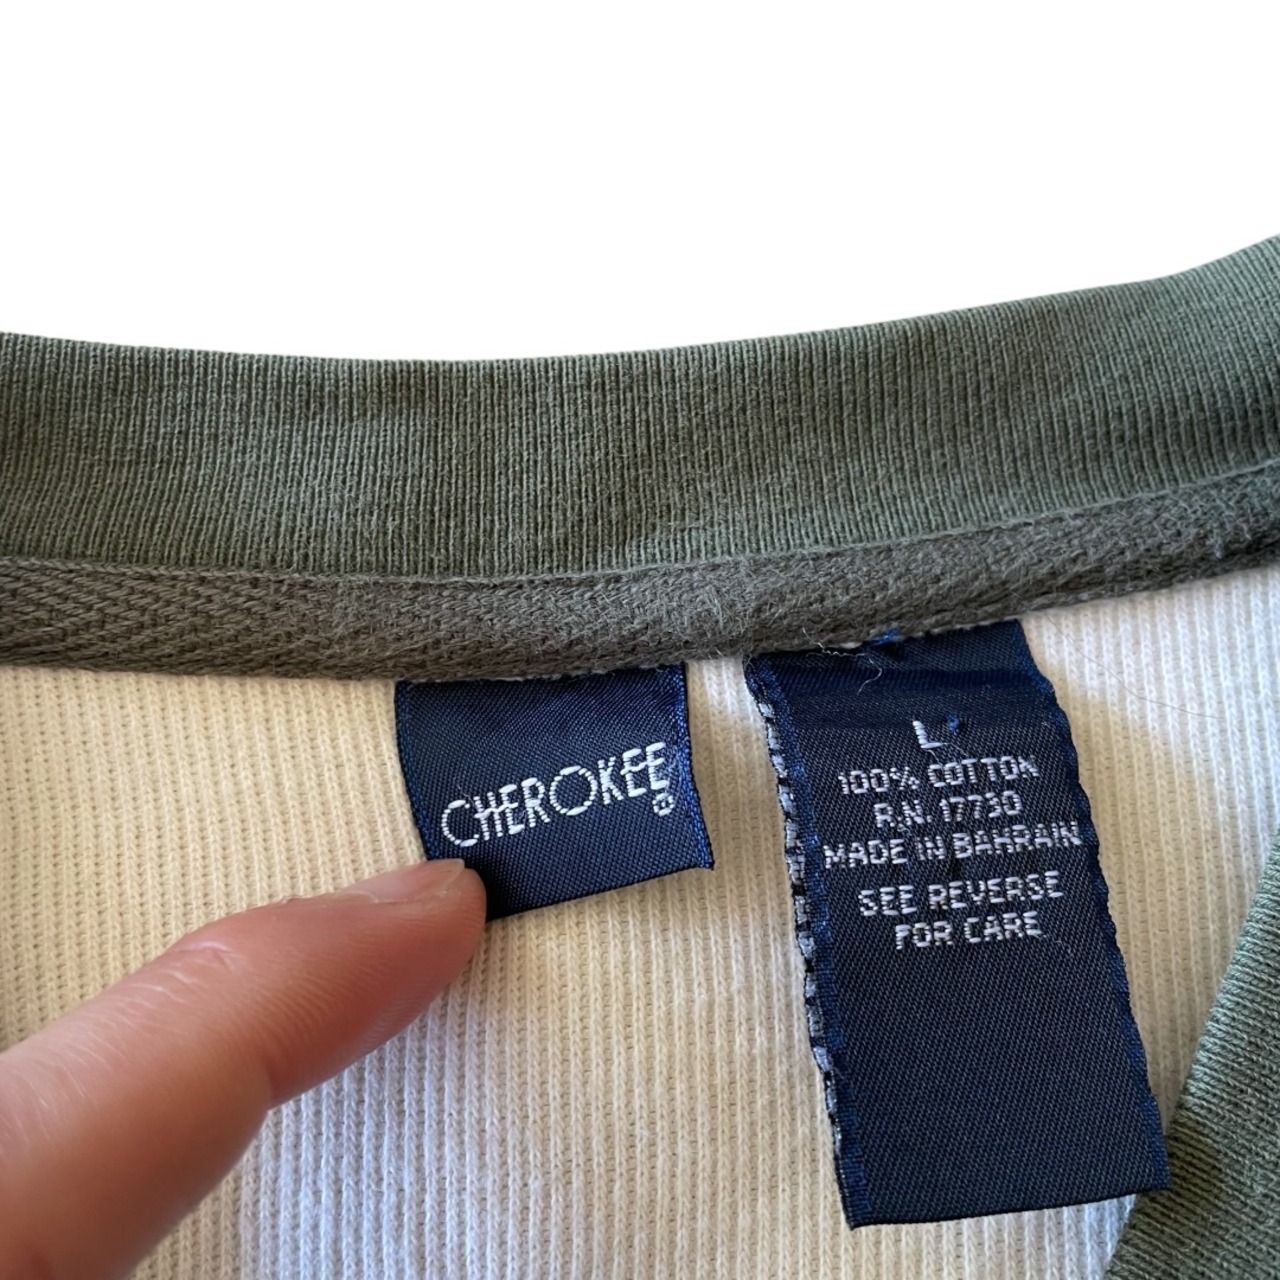 CHEROKEE®
L
100% COTTON
R.N. 17730
MADE IN BAHRAIN
SEE REVERSE
FOR CARE